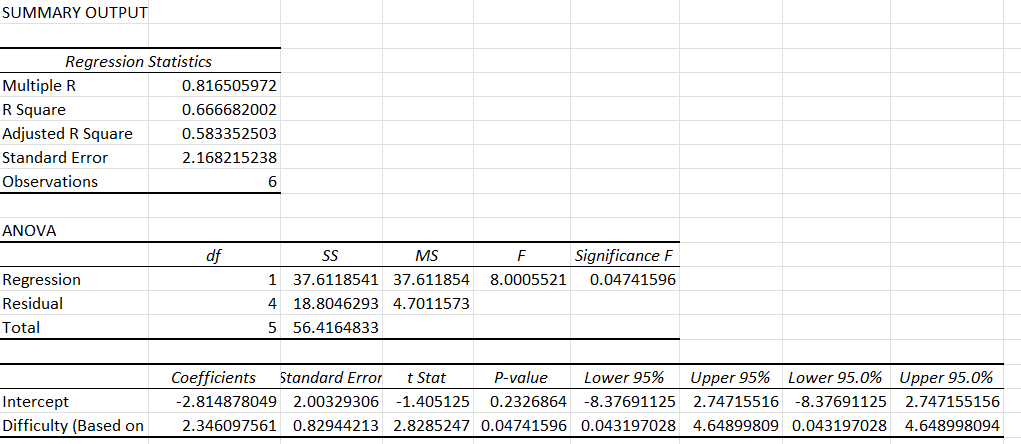 SUMMARY OUTPUT
Regression Statistics
Multiple R 0.816505972
R Square 0.666682002
Adjusted R Square 0.583352503
Standard Error 2.168215238
Observations 6
ANOVA
df SS MS F Significance F
Regression 1 37.6118541 37.611854 8.0005521 0.04741596
Residual 4 18.8046293 4.7011573
Total 5 56.4164833
Coefficients Standard Error t Stat P-value Lower 95% Upper 95% Lower 95.0% Upper 95.0%
Intercept -2.814878049 2.00329306 -1.405125 0.2326864 -8.37691125 2.74715516 -8.37691125 2.747155156
Difficulty (Based on 2.346097561 0.82944213 2.8285247 0.04741596 0.043197028 4.64899809 0.043197028 4.648998094